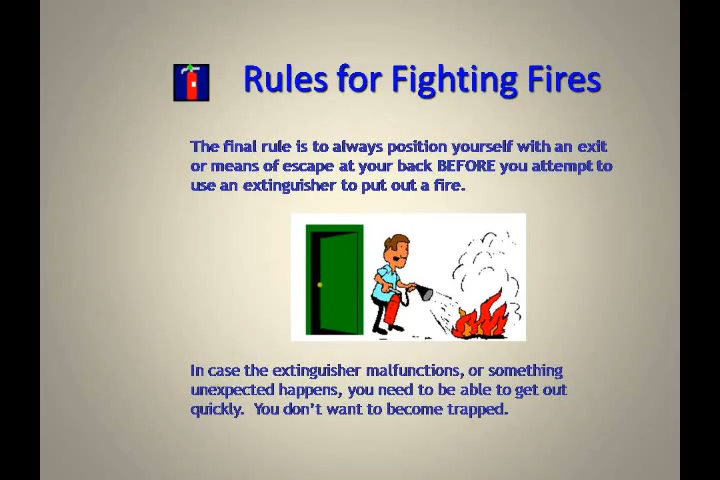 Rules for Fighting Fires
The final rule is to always position yourself with an exit
or means of escape at your back BEFORE you attempt to
use an extinguisher to put out a fire.
In case the extinguisher malfunctions, or something
unexpected happens, you need to be able to get out
quickly.  You don't want to become trapped.